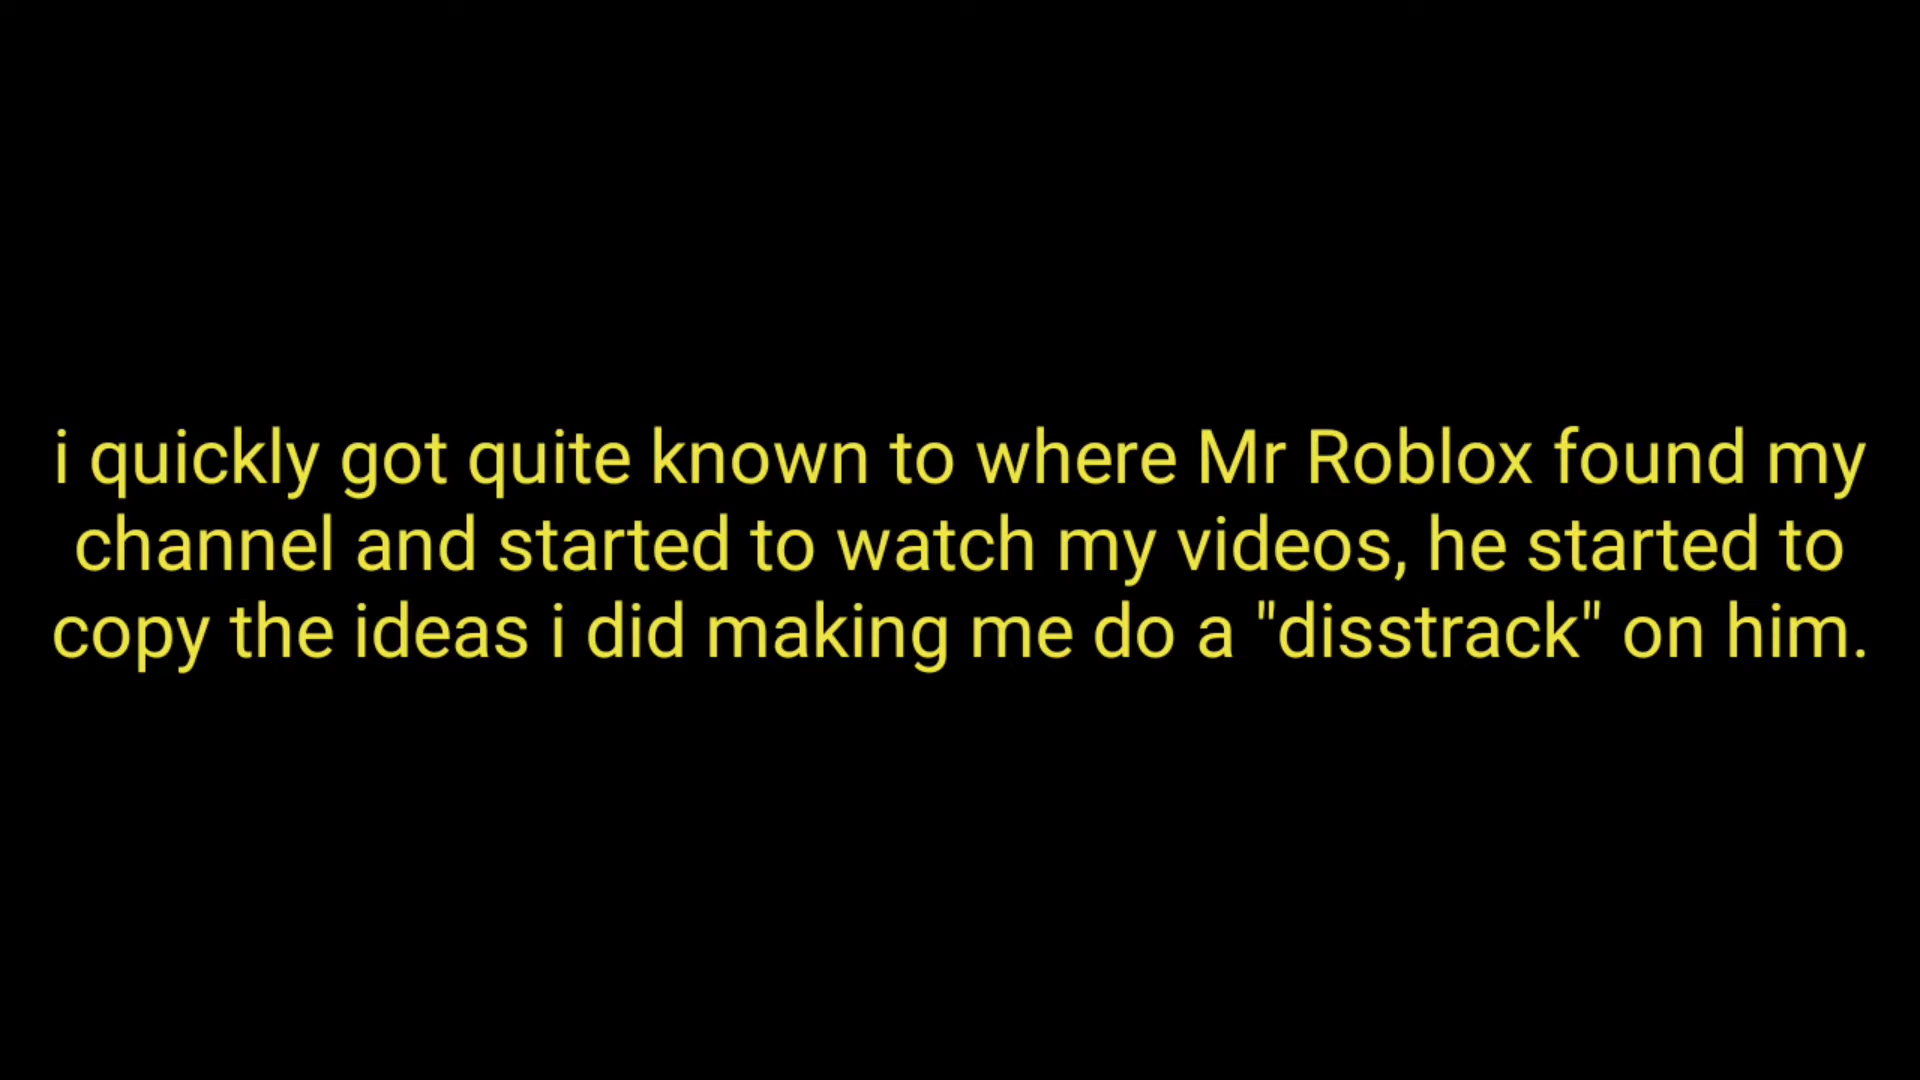 i quickly got quite known to where Mr Roblox found my
channel and started to watch my videos, he started to
copy the ideas i did making me do a "disstrack" on him.